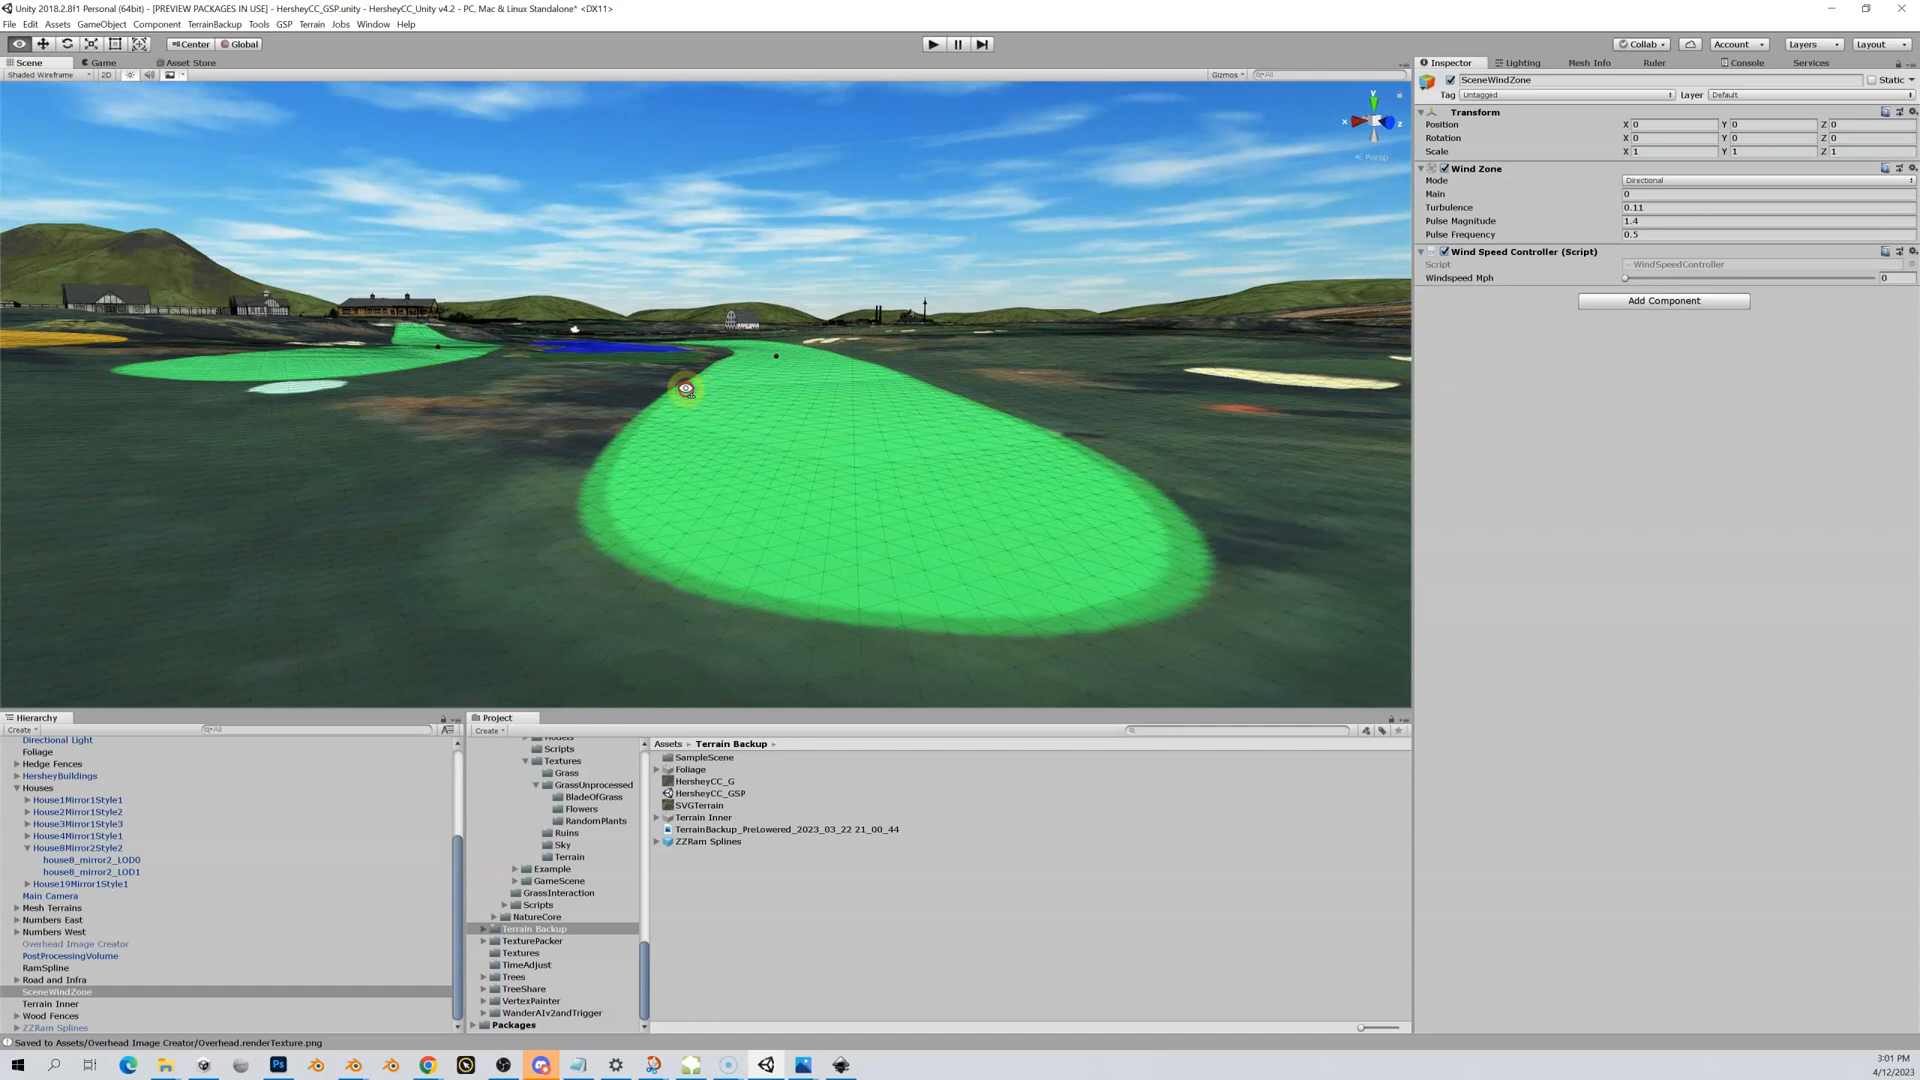 Unity 2018.2.8f1 Personal (64bit) - [PREVIEW PACKAGES IN USE] - HersheyCC_GSP.unity - HersheyCC_Unity v4.2 - PC, Mac & Linux Standalone* <DX11>
File Edit Assets GameObject Component TerrainBackup Tools GSP Terrain Jobs Window Help
Center Global
Collab Account Layers Layout
Scene Game Asset Store
Shaded Wireframe 2D Gizmos All
y
x z
Persp
Inspector Lighting Mesh Info Ruler Console Services
SceneWindZone Static
Tag Untagged Layer Default
Transform
Position X 0 Y 0 Z 0
Rotation X 0 Y 0 Z 0
Scale X 1 Y 1 Z 1
Wind Zone
Mode Directional
Main 0
Turbulence 0.11
Pulse Magnitude 1.4
Pulse Frequency 0.5
Wind Speed Controller (Script)
Script WindSpeedController
Windspeed Mph 0
Add Component
Hierarchy
Create All
Directional Light
Foliage
Hedge Fences
HersheyBuildings
Houses
House1Mirror1Style1
House2Mirror1Style2
House3Mirror1Style3
House4Mirror1Style1
House8Mirror2Style2
house8_mirror2_LOD0
house8_mirror2_LOD1
House19Mirror1Style1
Main Camera
Mesh Terrains
Numbers East
Numbers West
Overhead Image Creator
PostProcessingVolume
RamSpline
Road and Infra
SceneWindZone
Terrain Inner
Wood Fences
ZZRam Splines
Project
Create
Models
Scripts
Textures
Grass
GrassUnprocessed
BladeOfGrass
Flowers
RandomPlants
Ruins
Sky
Terrain
Example
GameScene
GrassInteraction
Scripts
NatureCore
Terrain Backup
TexturePacker
Textures
TimeAdjust
Trees
TreeShare
VertexPainter
WanderAIv2andTrigger
Packages
Assets Terrain Backup
SampleScene
Foliage
HersheyCC_G
HersheyCC_GSP
SVGTerrain
Terrain Inner
TerrainBackup_PreLowered_2023_03_22 21_00_44
ZZRam Splines
Saved to Assets/Overhead Image Creator/Overhead.renderTexture.png
Ps
3:01 PM
4/12/2023